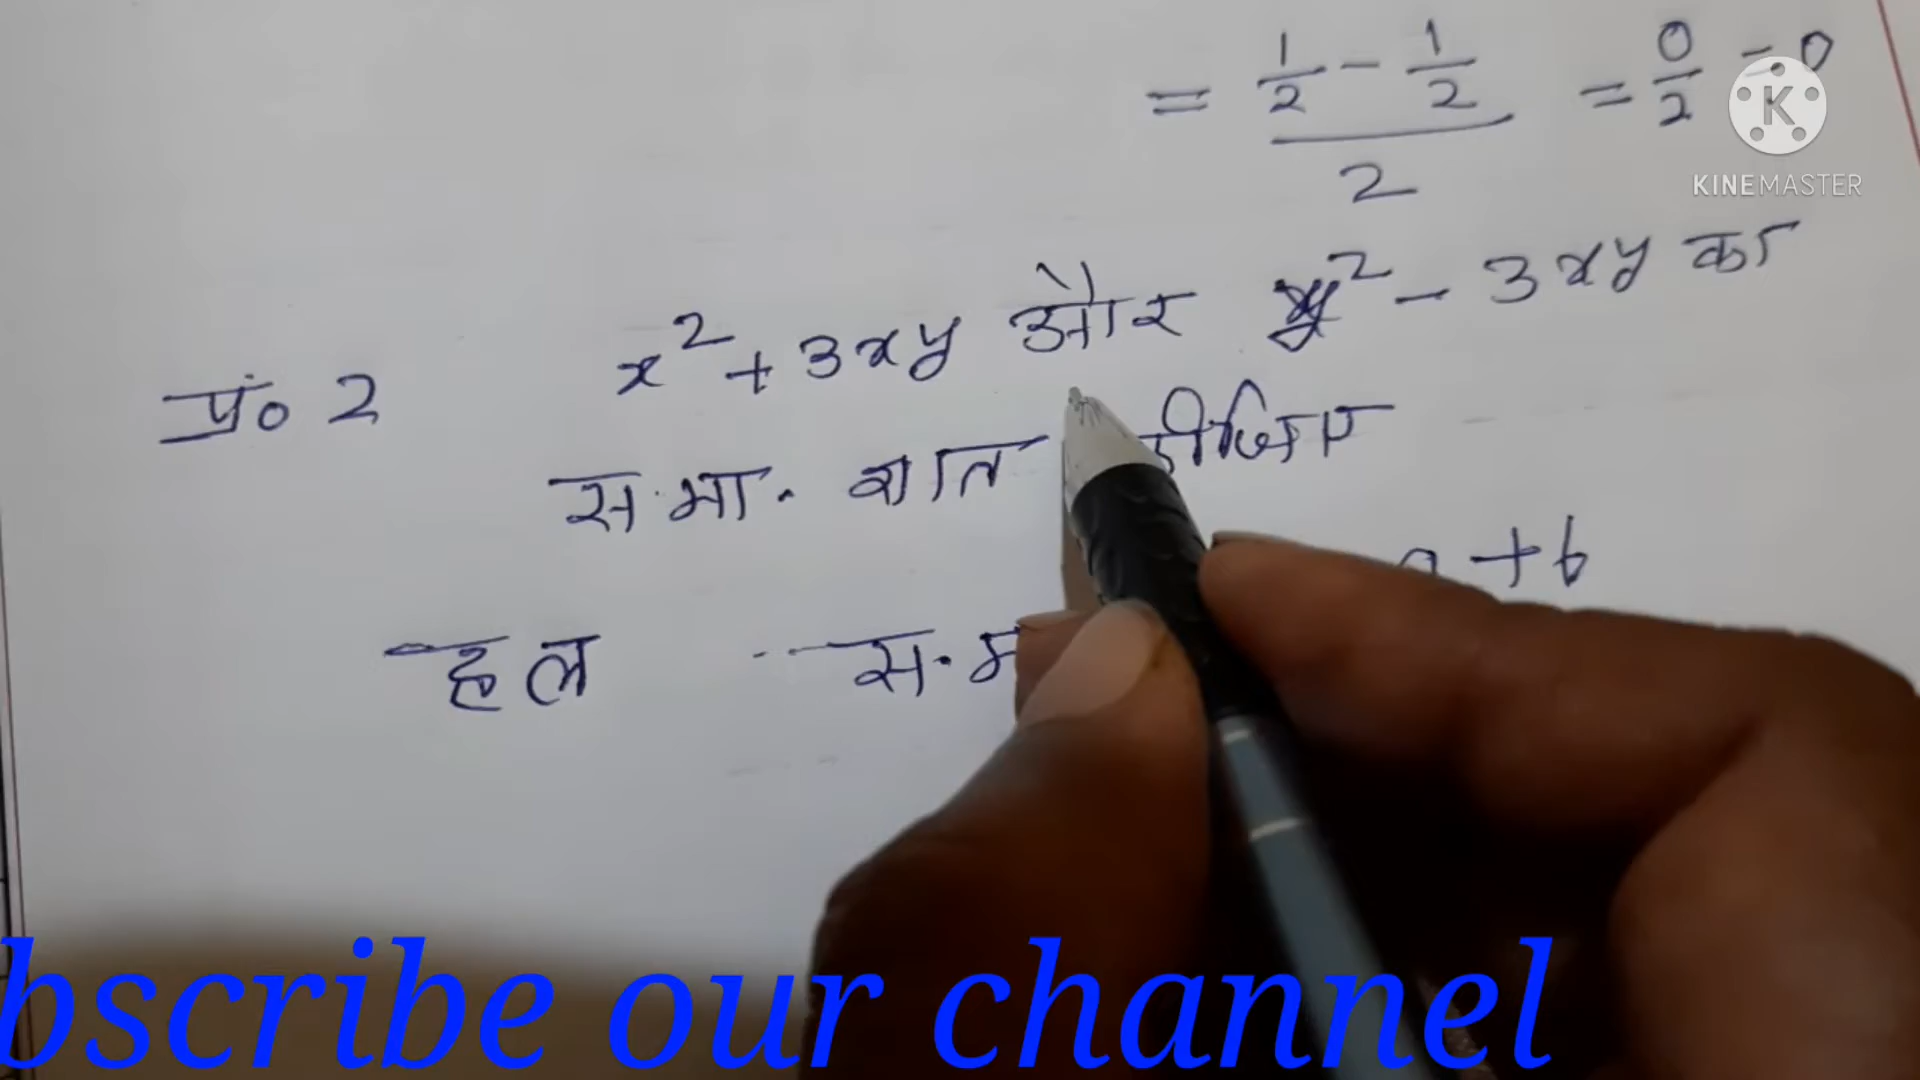 = (1/2 - 1/2)/2 = 0/2 = 0
KINEMASTER
प्रं० 2 x² + 3xy और y² - 3xy का
स.मा. ज्ञात कीजिए
a + b
हल स.म
bscribe our channel